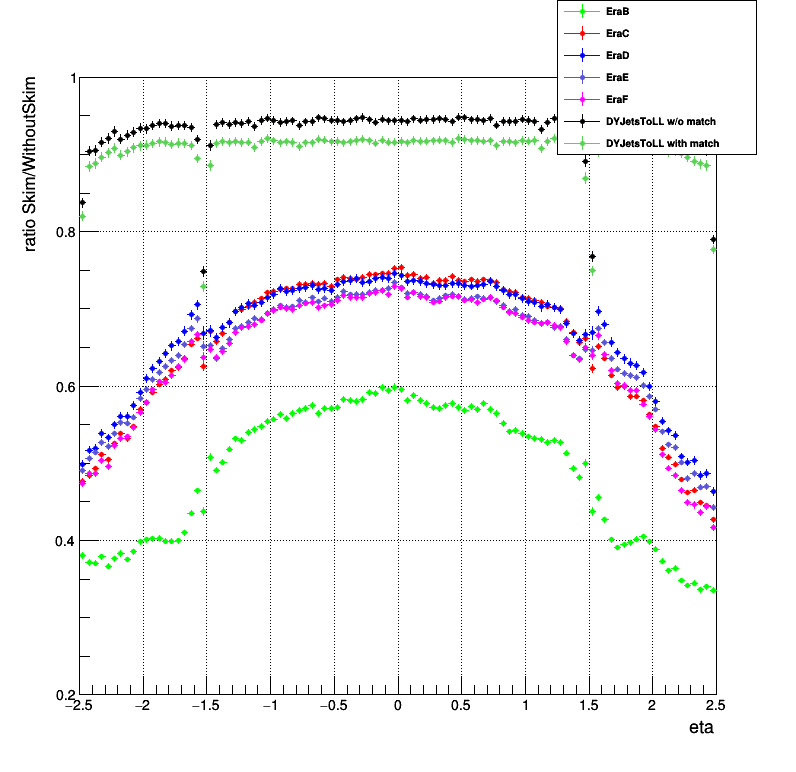 EraB
EraC
EraD
EraE
EraF
DYJetsToLL w/o match
DYJetsToLL with match
ratio Skim/WithoutSkim
1
0.8
0.6
0.4
0.2
−2.5 −2 −1.5 −1 −0.5 0 0.5 1 1.5 2 2.5
eta